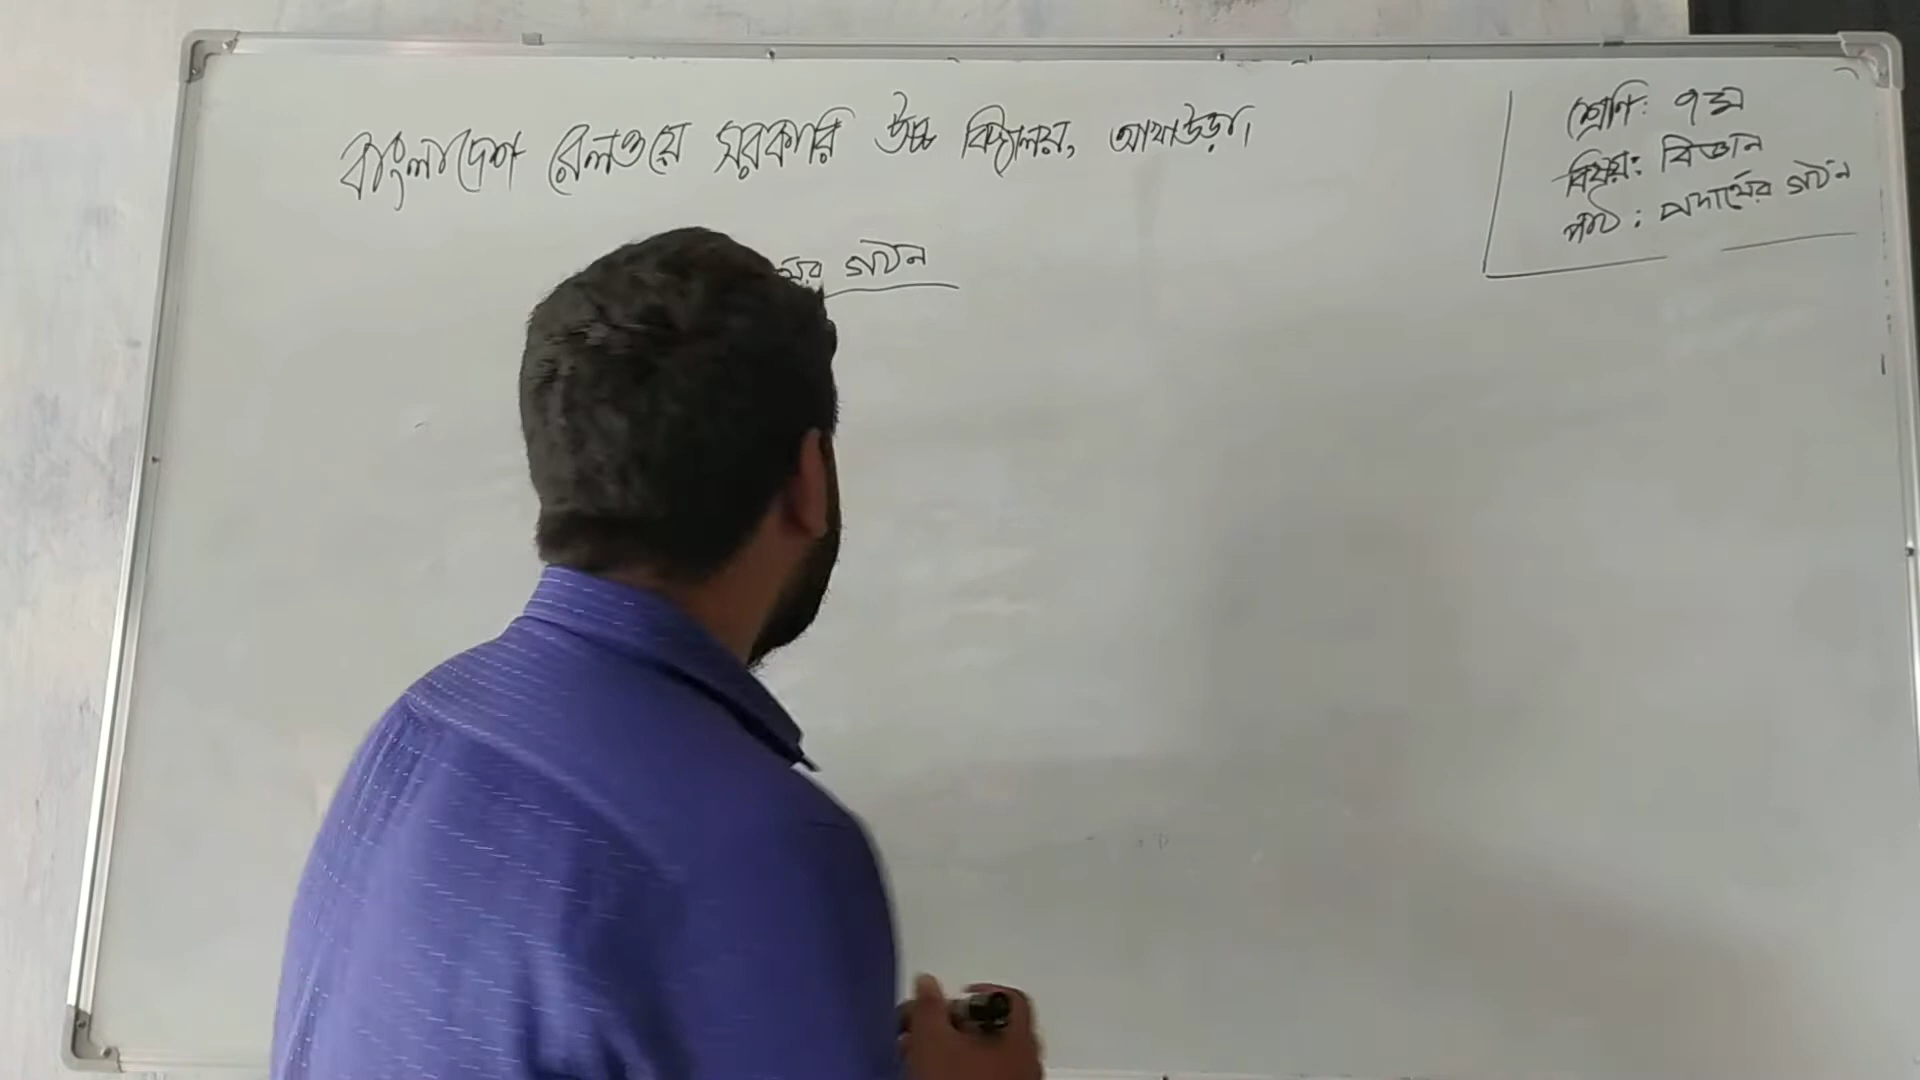 বাংলাদেশ রেলওয়ে সরকারি উচ্চ বিদ্যালয়, আখাউড়া।
শ্রেণি: ৭ম
বিষয়: বিজ্ঞান
পাঠ: পদার্থের গঠন
গঠন